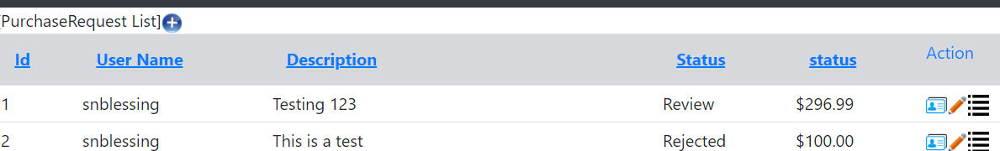 [PurchaseRequest List]
Id User Name Description Status status Action
1 snblessing Testing 123 Review $296.99
2 snblessing This is a test Rejected $100.00